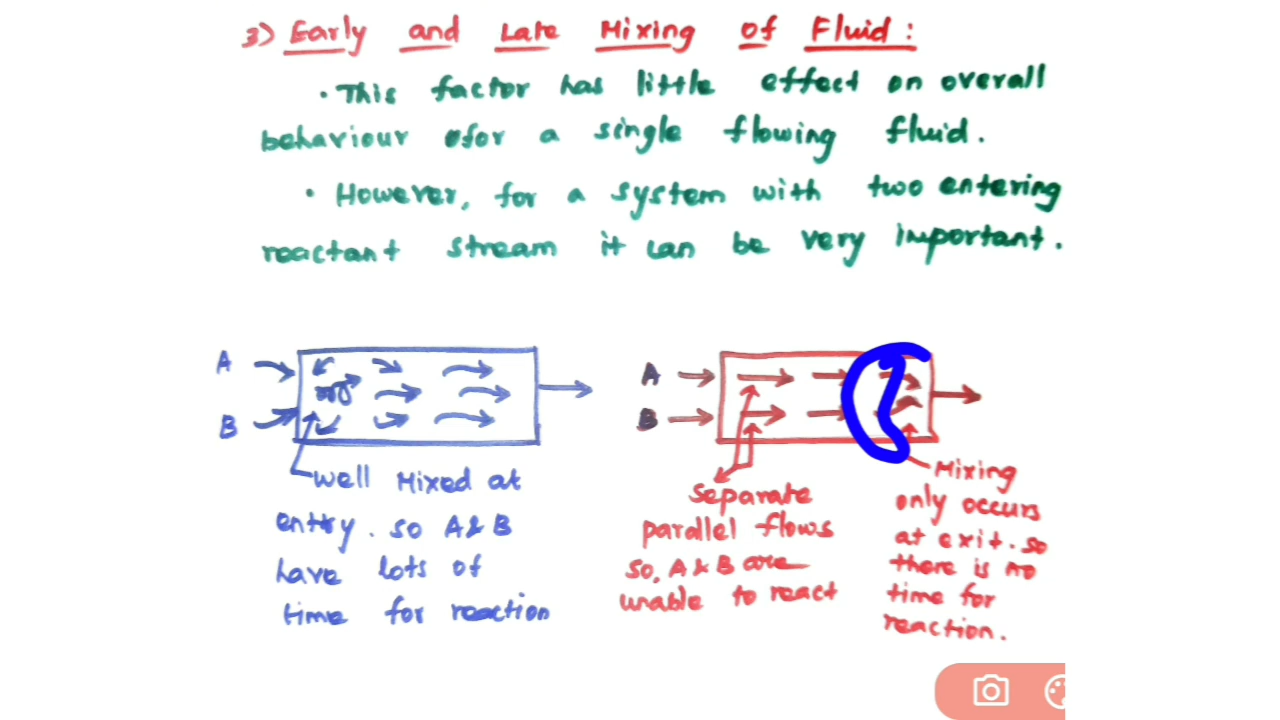 3) Early and Late Mixing of Fluid:
• This factor has little effect on overall
behaviour for a single flowing fluid.
• However, for a system with two entering
reactant stream it can be very important.
A
B
well Mixed at
entry. so A & B
have lots of
time for reaction
A
B
Separate
parallel flows
so, A & B are
unable to react
Mixing
only occurs
at exit. so
there is no
time for
reaction.